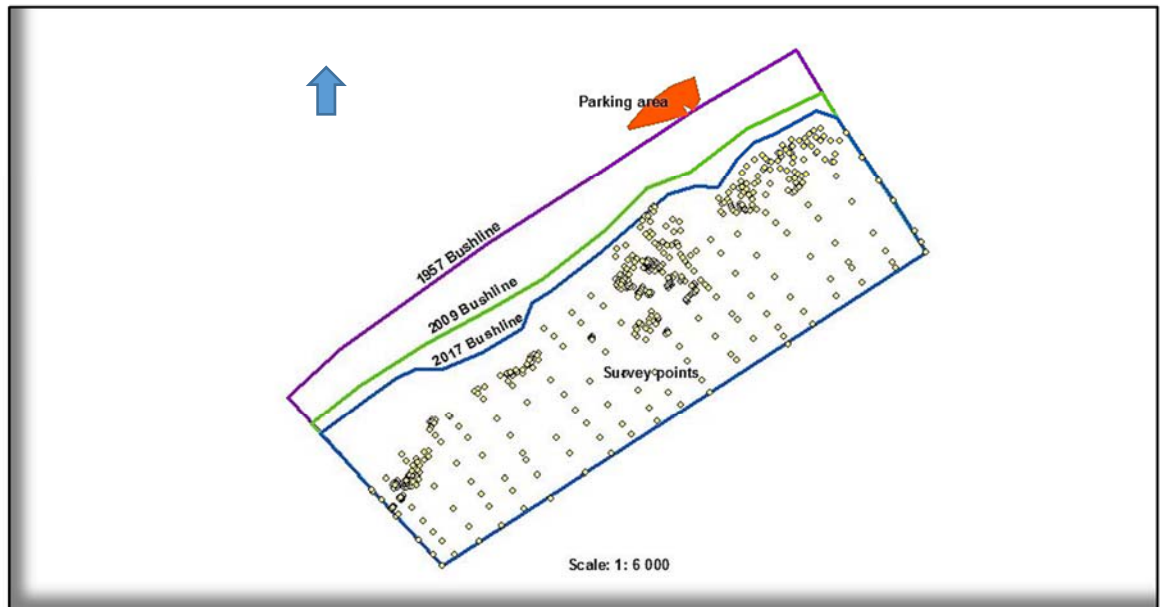 Parking area
1957 Bushline
2009 Bushline
2017 Bushline
Survey points
Scale: 1: 6 000